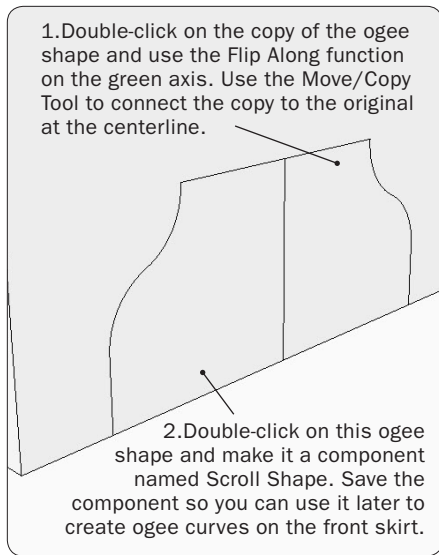 1.Double-click on the copy of the ogee
shape and use the Flip Along function
on the green axis. Use the Move/Copy
Tool to connect the copy to the original
at the centerline.
2.Double-click on this ogee
shape and make it a component
named Scroll Shape. Save the
component so you can use it later to
create ogee curves on the front skirt.